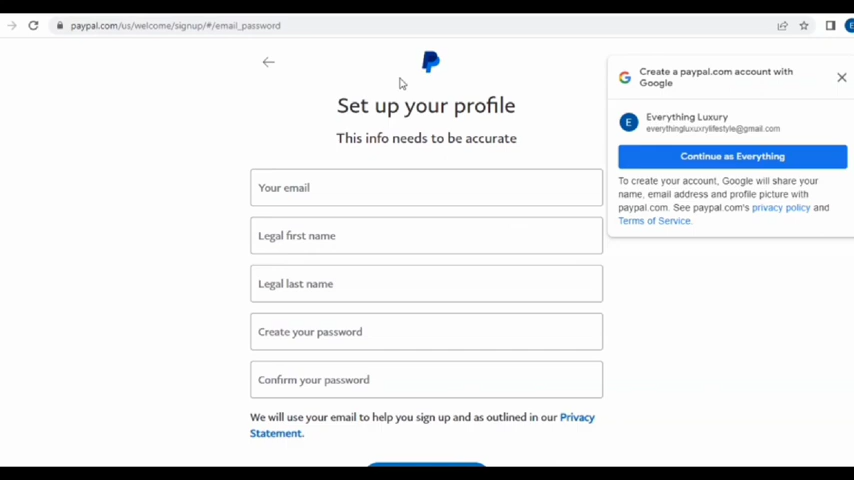 paypal.com/us/welcome/signup/#/email_password
E
Set up your profile
This info needs to be accurate
Your email
Legal first name
Legal last name
Create your password
Confirm your password
We will use your email to help you sign up and as outlined in our Privacy
Statement.
Create a paypal.com account with
Google
E
Everything Luxury
everythingluxurylifestyle@gmail.com
Continue as Everything
To create your account, Google will share your
name, email address and profile picture with
paypal.com. See paypal.com's privacy policy and
Terms of Service.